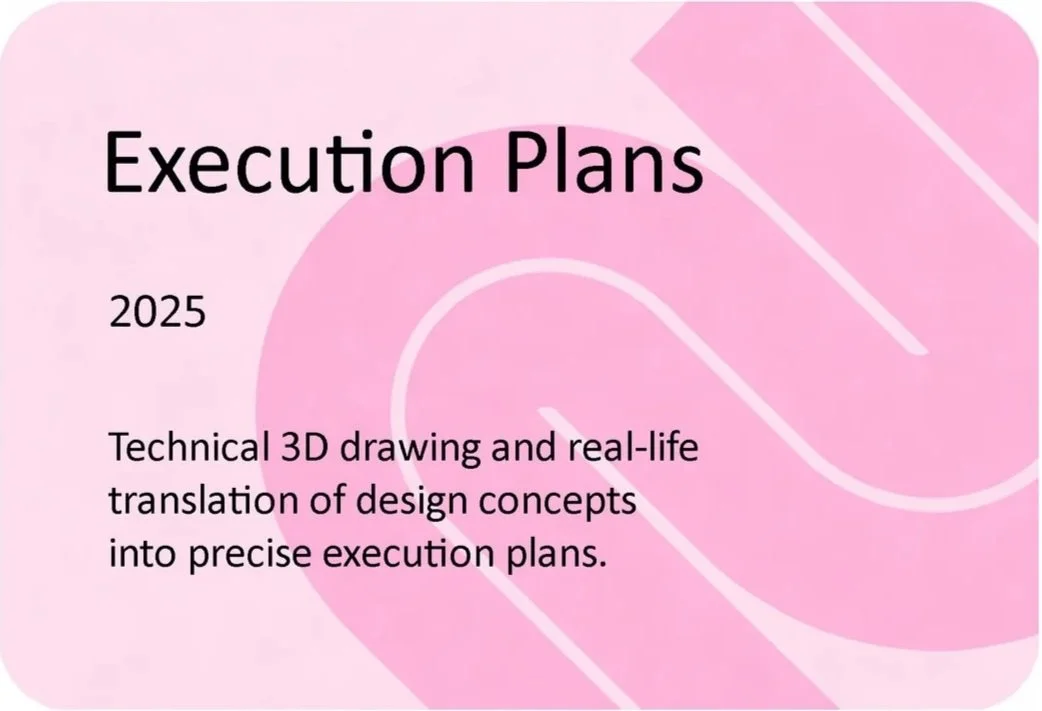 Execution Plans
2025
Technical 3D drawing and real-life
translation of design concepts
into precise execution plans.